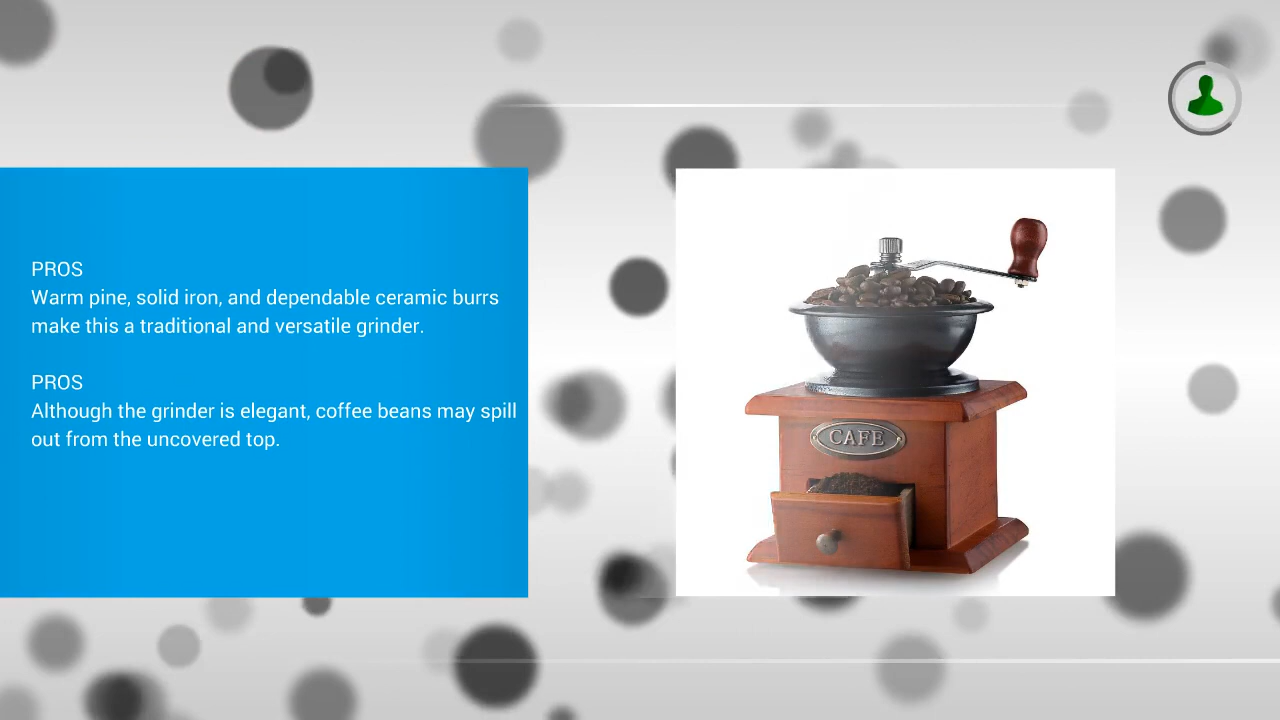 PROS
Warm pine, solid iron, and dependable ceramic burrs
make this a traditional and versatile grinder.
PROS
Although the grinder is elegant, coffee beans may spill
out from the uncovered top.
CAFE